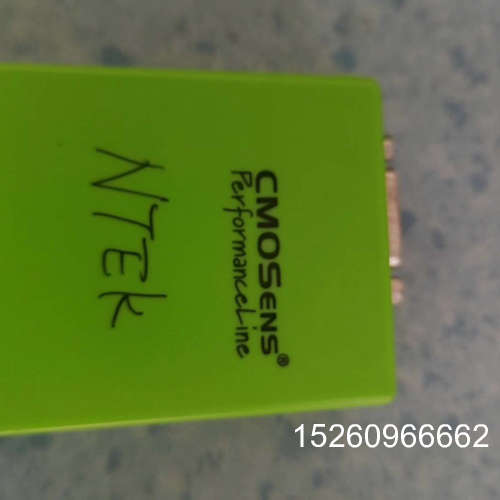 CMOSENS®
PerformanceLine
NTEK
15260966662